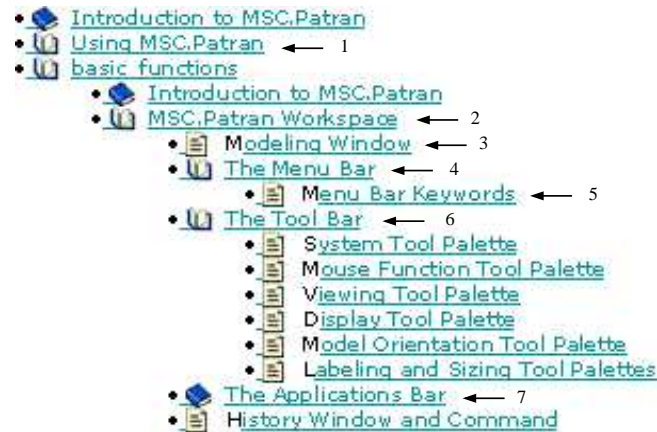 Introduction to MSC.Patran
Using MSC.Patran 1
basic functions
Introduction to MSC.Patran
MSC.Patran Workspace 2
Modeling Window 3
The Menu Bar 4
Menu Bar Keywords 5
The Tool Bar 6
System Tool Palette
Mouse Function Tool Palette
Viewing Tool Palette
Display Tool Palette
Model Orientation Tool Palette
Labeling and Sizing Tool Palettes
The Applications Bar 7
History Window and Command